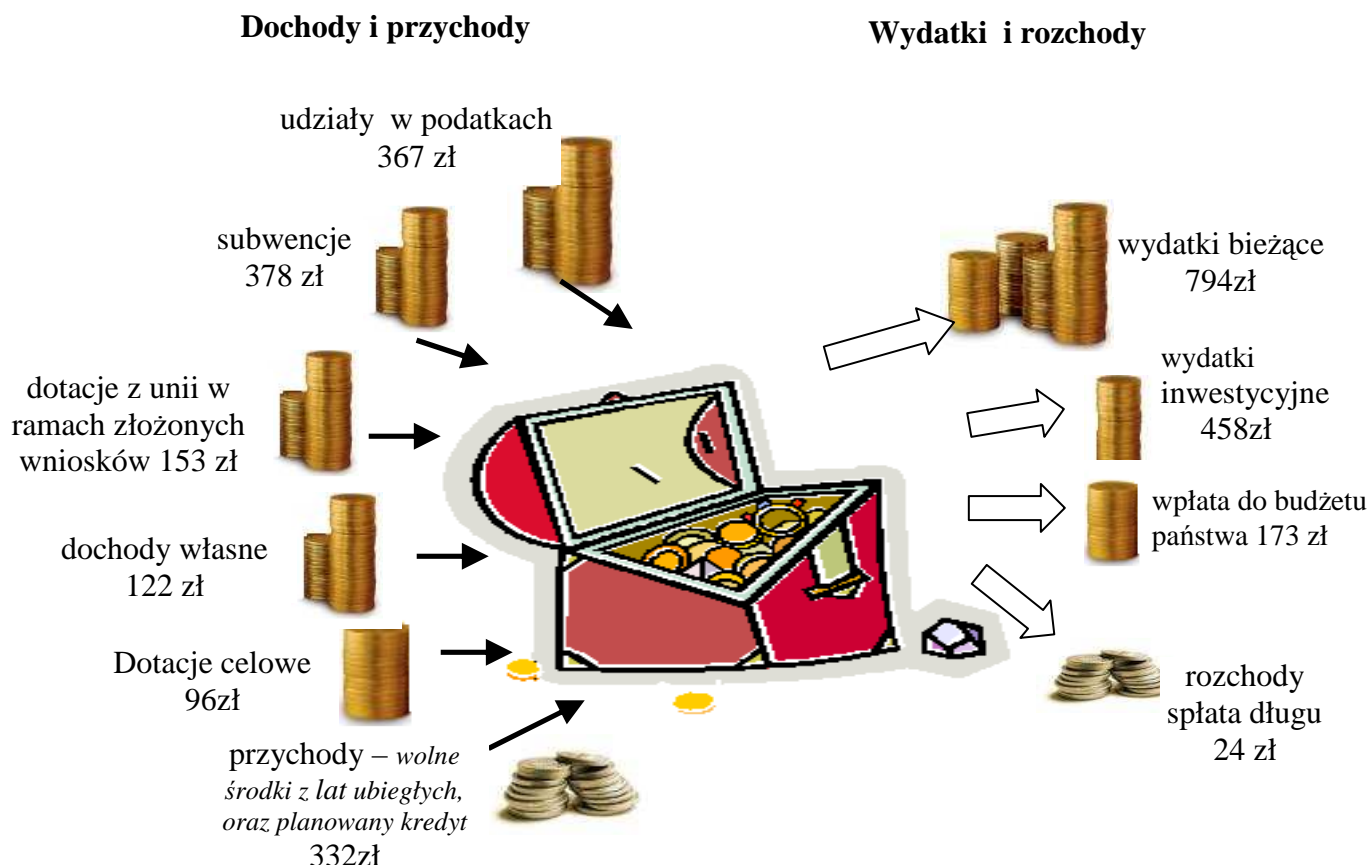 Dochody i przychody
Wydatki i rozchody
udziały w podatkach
367 zł
subwencje
378 zł
dotacje z unii w
ramach złożonych
wniosków 153 zł
dochody własne
122 zł
Dotacje celowe
96zł
przychody – wolne
środki z lat ubiegłych,
oraz planowany kredyt
332zł
wydatki bieżące
794zł
wydatki
inwestycyjne
458zł
wpłata do budżetu
państwa 173 zł
rozchody
spłata długu
24 zł